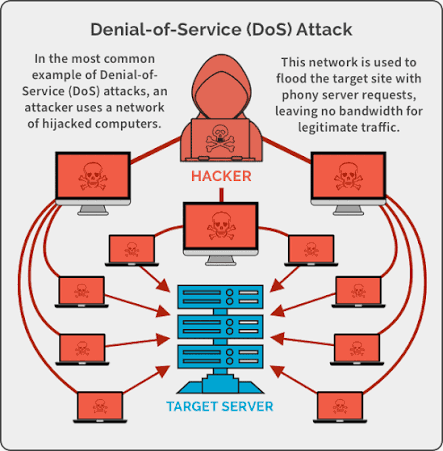 Denial-of-Service (DoS) Attack
In the most common
example of Denial-of-
Service (DoS) attacks, an
attacker uses a network
of hijacked computers.
This network is used to
flood the target site with
phony server requests,
leaving no bandwidth for
legitimate traffic.
HACKER
TARGET SERVER